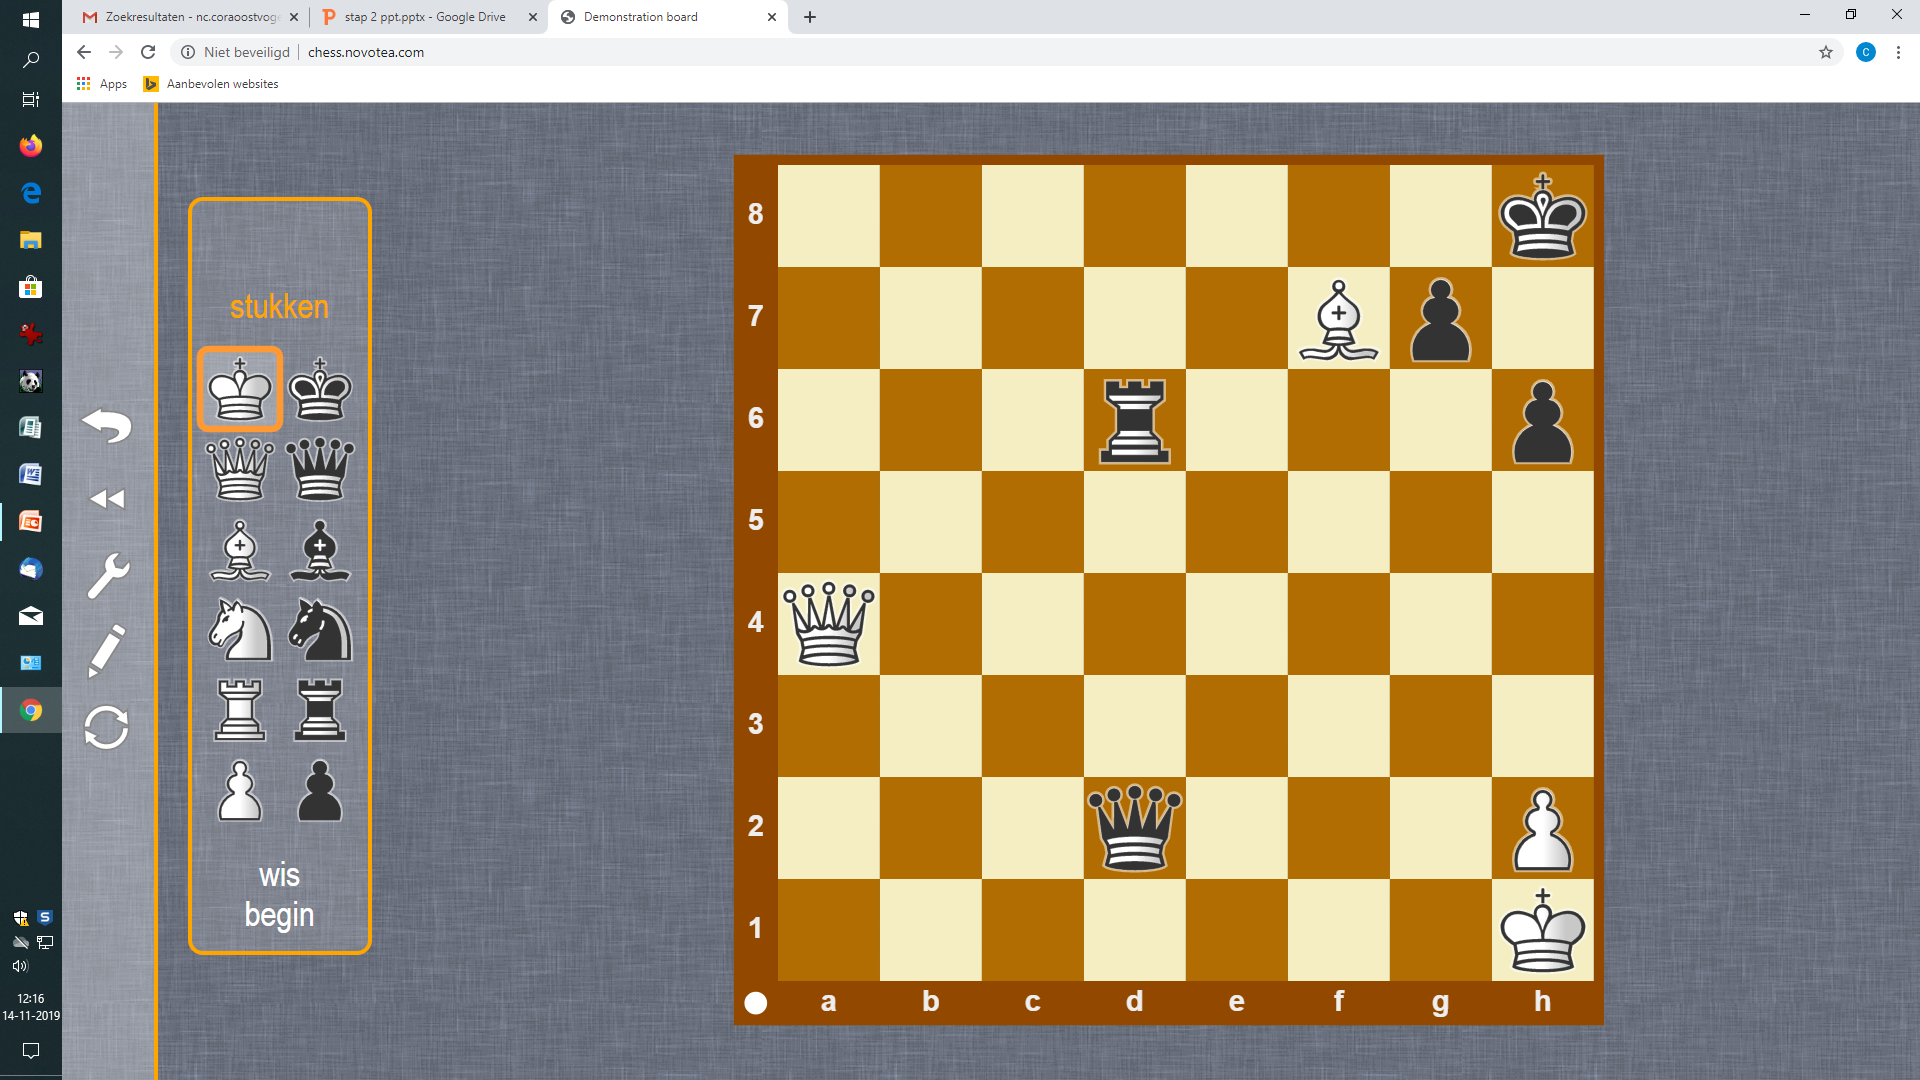 Zoekresultaten - nc.coraoostvoge
stap 2 ppt.pptx - Google Drive
Demonstration board
Niet beveiligd
chess.novotea.com
C
Apps
Aanbevolen websites
stukken
wis
begin
8
7
6
5
4
3
2
1
a b c d e f g h
12:16
14-11-2019